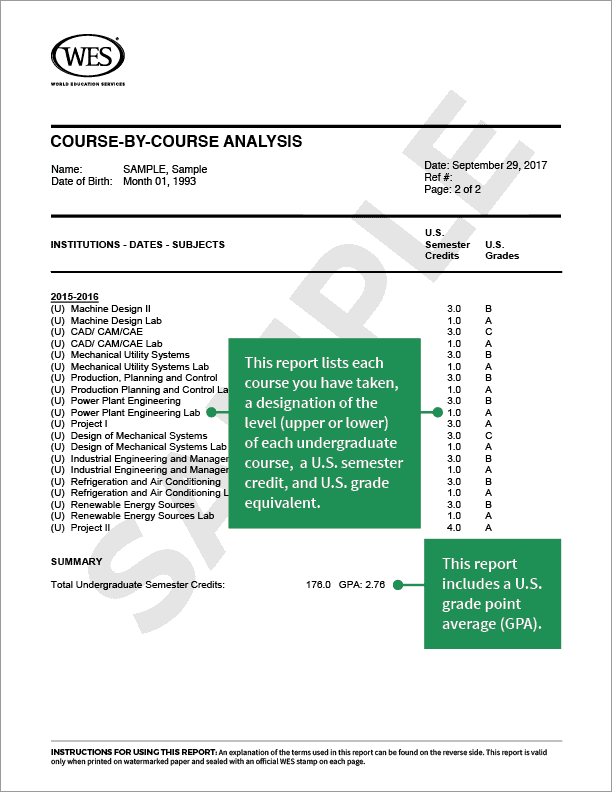 WES
WORLD EDUCATION SERVICES
COURSE-BY-COURSE ANALYSIS
Name: SAMPLE, Sample
Date of Birth: Month 01, 1993
Date: September 29, 2017
Ref #:
Page: 2 of 2
INSTITUTIONS - DATES - SUBJECTS
U.S. Semester Credits
U.S. Grades
2015-2016
(U) Machine Design II 3.0 B
(U) Machine Design Lab 1.0 A
(U) CAD/ CAM/CAE 3.0 C
(U) CAD/ CAM/CAE Lab 1.0 A
(U) Mechanical Utility Systems 3.0 B
(U) Mechanical Utility Systems Lab 1.0 A
(U) Production, Planning and Control 3.0 B
(U) Production Planning and Control La 1.0 A
(U) Power Plant Engineering 3.0 B
(U) Power Plant Engineering Lab 1.0 A
(U) Project I 3.0 A
(U) Design of Mechanical Systems 3.0 C
(U) Design of Mechanical Systems Lab 1.0 A
(U) Industrial Engineering and Manager 3.0 B
(U) Industrial Engineering and Manager 1.0 A
(U) Refrigeration and Air Conditioning 3.0 B
(U) Refrigeration and Air Conditioning L 1.0 A
(U) Renewable Energy Sources 3.0 B
(U) Renewable Energy Sources Lab 1.0 A
(U) Project II 4.0 A
This report lists each
course you have taken,
a designation of the
level (upper or lower)
of each undergraduate
course, a U.S. semester
credit, and U.S. grade
equivalent.
SUMMARY
Total Undergraduate Semester Credits: 176.0 GPA: 2.76
This report
includes a U.S.
grade point
average (GPA).
SAMPLE
INSTRUCTIONS FOR USING THIS REPORT: An explanation of the terms used in this report can be found on the reverse side. This report is valid
only when printed on watermarked paper and sealed with an official WES stamp on each page.